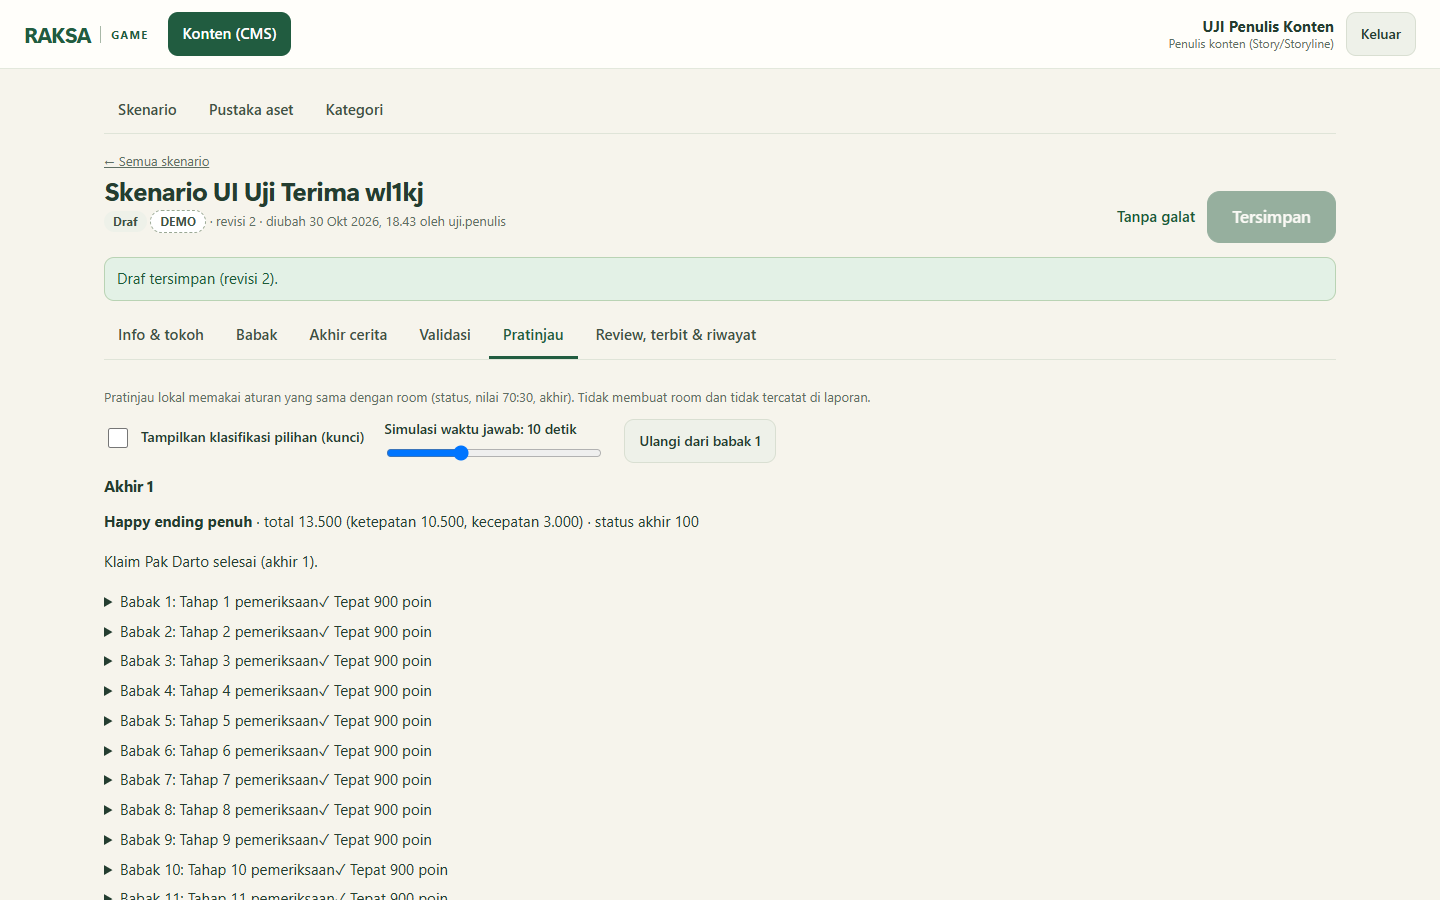 RAKSA GAME Konten (CMS) UJI Penulis Konten Keluar
Penulis konten (Story/Storyline)
Skenario Pustaka aset Kategori
← Semua skenario
Skenario UI Uji Terima wl1kj
Draf DEMO · revisi 2 · diubah 30 Okt 2026, 18.43 oleh uji.penulis
Tanpa galat Tersimpan
Draf tersimpan (revisi 2).
Info & tokoh Babak Akhir cerita Validasi Pratinjau Review, terbit & riwayat
Pratinjau lokal memakai aturan yang sama dengan room (status, nilai 70:30, akhir). Tidak membuat room dan tidak tercatat di laporan.
Tampilkan klasifikasi pilihan (kunci) Simulasi waktu jawab: 10 detik Ulangi dari babak 1
Akhir 1
Happy ending penuh · total 13.500 (ketepatan 10.500, kecepatan 3.000) · status akhir 100
Klaim Pak Darto selesai (akhir 1).
▶ Babak 1: Tahap 1 pemeriksaan✓ Tepat 900 poin
▶ Babak 2: Tahap 2 pemeriksaan✓ Tepat 900 poin
▶ Babak 3: Tahap 3 pemeriksaan✓ Tepat 900 poin
▶ Babak 4: Tahap 4 pemeriksaan✓ Tepat 900 poin
▶ Babak 5: Tahap 5 pemeriksaan✓ Tepat 900 poin
▶ Babak 6: Tahap 6 pemeriksaan✓ Tepat 900 poin
▶ Babak 7: Tahap 7 pemeriksaan✓ Tepat 900 poin
▶ Babak 8: Tahap 8 pemeriksaan✓ Tepat 900 poin
▶ Babak 9: Tahap 9 pemeriksaan✓ Tepat 900 poin
▶ Babak 10: Tahap 10 pemeriksaan✓ Tepat 900 poin
▶ Babak 11: Tahap 11 pemeriksaan✓ Tepat 900 poin